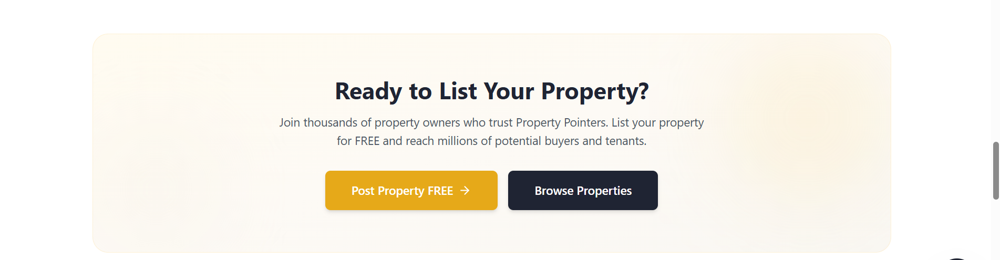 Ready to List Your Property?
Join thousands of property owners who trust Property Pointers. List your property
for FREE and reach millions of potential buyers and tenants.
Post Property FREE →
Browse Properties